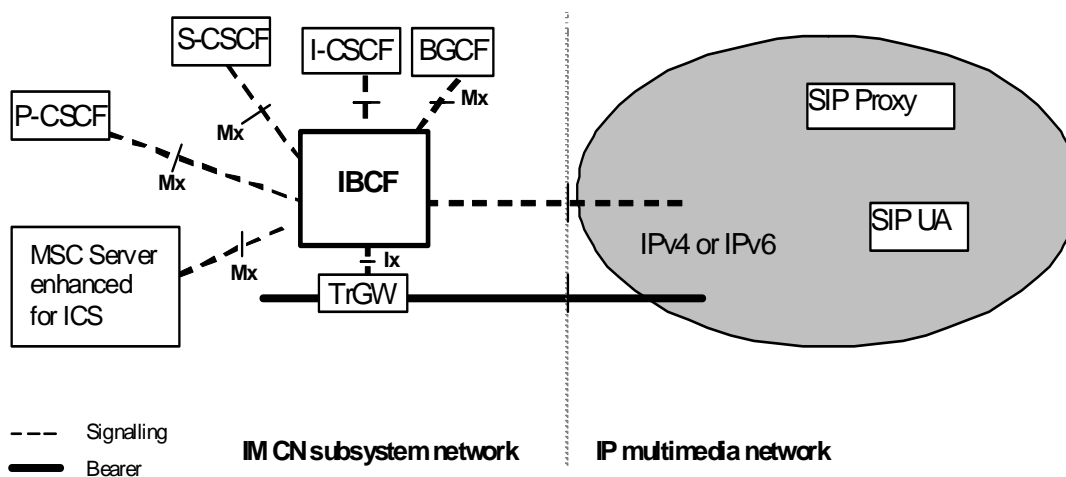 S-CSCF
I-CSCF
BGCF
SIP Proxy
P-CSCF
Mx
Mx
Mx
IBCF
SIP UA
MSC Server
enhanced
for ICS
Mx
Ix
IPv4 or IPv6
TrGW
Signalling
Bearer
IM CN subsystem network
IP multimedia network